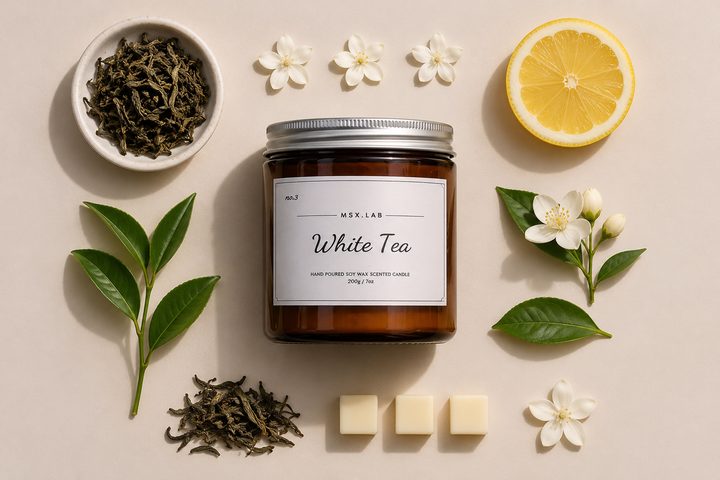 no.3
MSX.LAB
White Tea
HAND POURED SOY WAX SCENTED CANDLE
200g / 7oz